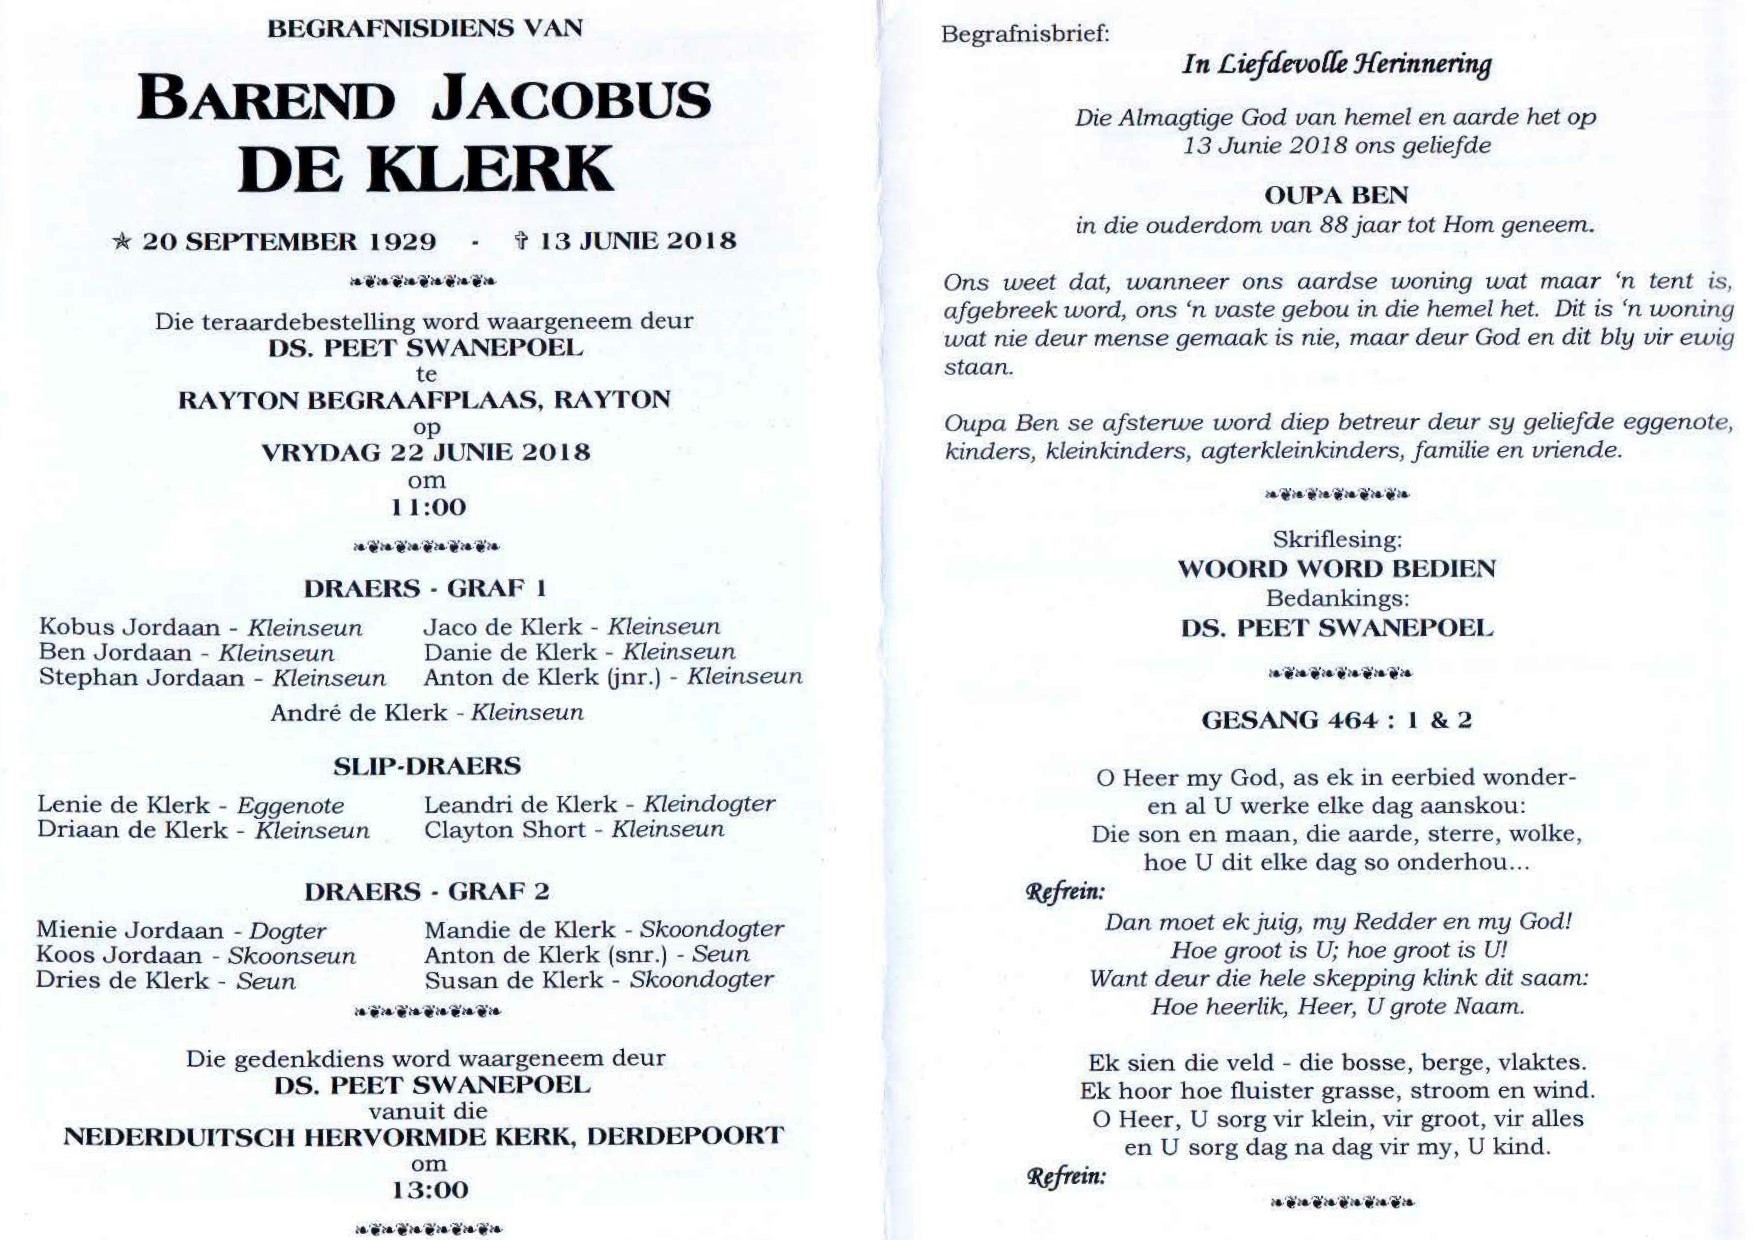 BEGRAFNISDIENS VAN
BAREND JACOBUS
DE KLERK
✯ 20 SEPTEMBER 1929 - ✞ 13 JUNIE 2018
Die teraardebestelling word waargeneem deur
DS. PEET SWANEPOEL
te
RAYTON BEGRAAFPLAAS, RAYTON
op
VRYDAG 22 JUNIE 2018
om
11:00
DRAERS - GRAF 1
Kobus Jordaan - Kleinseun Jaco de Klerk - Kleinseun
Ben Jordaan - Kleinseun Danie de Klerk - Kleinseun
Stephan Jordaan - Kleinseun Anton de Klerk (jnr.) - Kleinseun
André de Klerk - Kleinseun
SLIP-DRAERS
Lenie de Klerk - Eggenote Leandri de Klerk - Kleindogter
Driaan de Klerk - Kleinseun Clayton Short - Kleinseun
DRAERS - GRAF 2
Mienie Jordaan - Dogter Mandie de Klerk - Skoondogter
Koos Jordaan - Skoonseun Anton de Klerk (snr.) - Seun
Dries de Klerk - Seun Susan de Klerk - Skoondogter
Die gedenkdiens word waargeneem deur
DS. PEET SWANEPOEL
vanuit die
NEDERDUITSCH HERVORMDE KERK, DERDEPOORT
om
13:00
Begrafnisbrief:
In Liefdevolle Herinnering
Die Almagtige God van hemel en aarde het op
13 Junie 2018 ons geliefde
OUPA BEN
in die ouderdom van 88 jaar tot Hom geneem.
Ons weet dat, wanneer ons aardse woning wat maar ‘n tent is,
afgebreek word, ons ‘n vaste gebou in die hemel het. Dit is ‘n woning
wat nie deur mense gemaak is nie, maar deur God en dit bly vir ewig
staan.
Oupa Ben se afsterwe word diep betreur deur sy geliefde eggenote,
kinders, kleinkinders, agterkleinkinders, familie en vriende.
Skriflesing:
WOORD WORD BEDIEN
Bedankings:
DS. PEET SWANEPOEL
GESANG 464 : 1 & 2
O Heer my God, as ek in eerbied wonder-
en al U werke elke dag aanskou:
Die son en maan, die aarde, sterre, wolke,
hoe U dit elke dag so onderhou...
Refrein:
Dan moet ek juig, my Redder en my God!
Hoe groot is U; hoe groot is U!
Want deur die hele skepping klink dit saam:
Hoe heerlik, Heer, U grote Naam.
Ek sien die veld - die bosse, berge, vlaktes.
Ek hoor hoe fluister grasse, stroom en wind.
O Heer, U sorg vir klein, vir groot, vir alles
en U sorg dag na dag vir my, U kind.
Refrein: